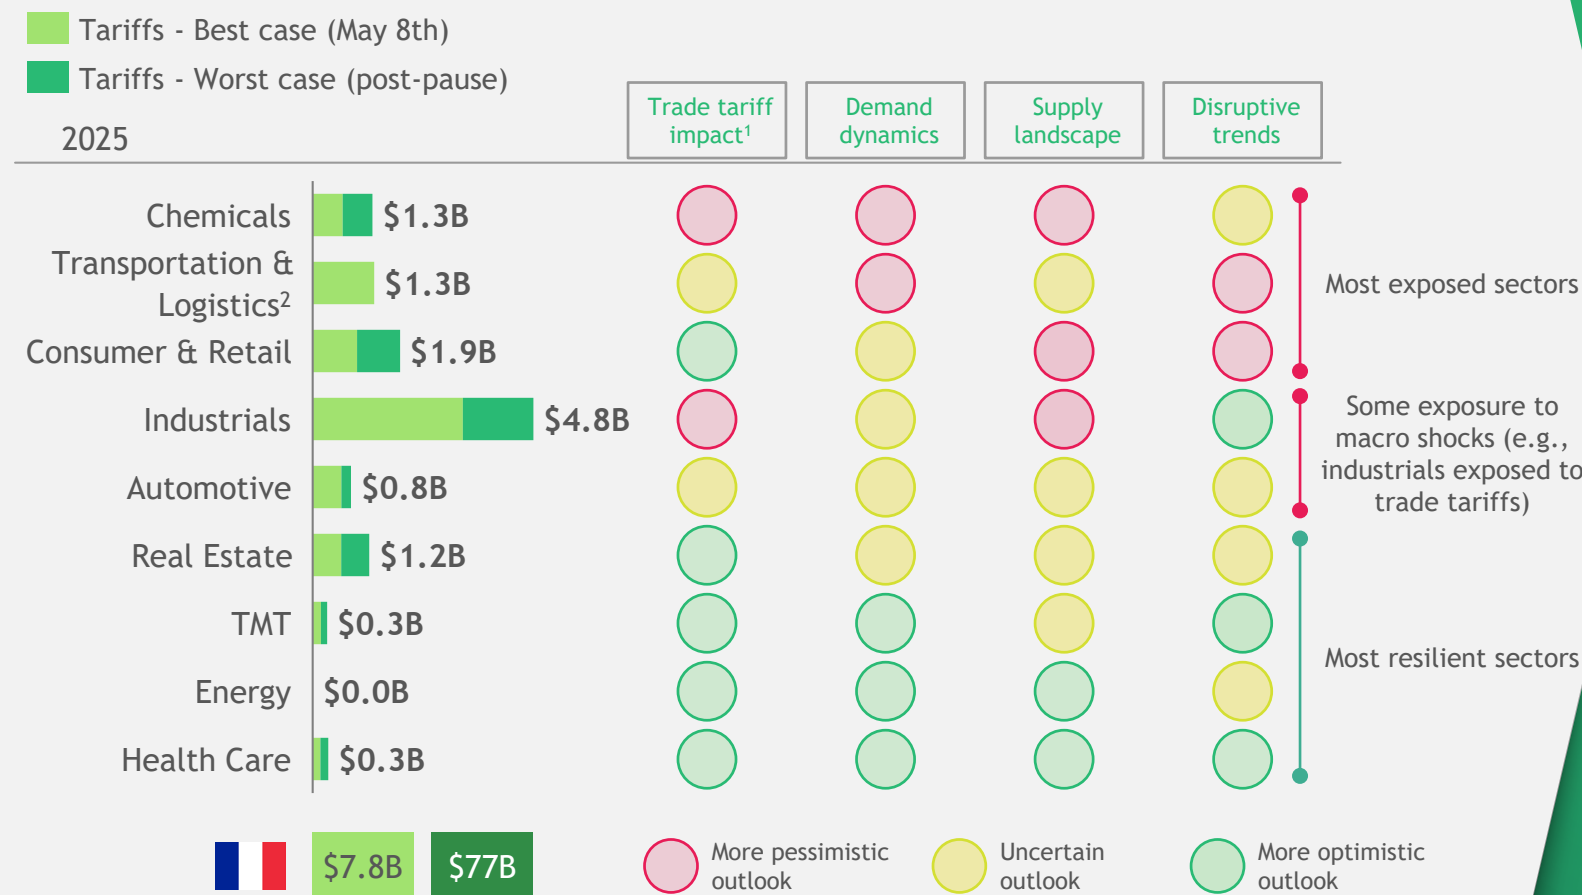 Tariffs - Best case (May 8th)
Tariffs - Worst case (post-pause)
2025
Trade tariff
impact¹
Demand
dynamics
Supply
landscape
Disruptive
trends
Chemicals
$1.3B
Transportation &
Logistics²
$1.3B
Consumer & Retail
$1.9B
Industrials
$4.8B
Automotive
$0.8B
Real Estate
$1.2B
TMT
$0.3B
Energy
$0.0B
Health Care
$0.3B
Most exposed sectors
Some exposure to
macro shocks (e.g.,
industrials exposed to
trade tariffs)
Most resilient sectors
$7.8B
$77B
More pessimistic
outlook
Uncertain
outlook
More optimistic
outlook